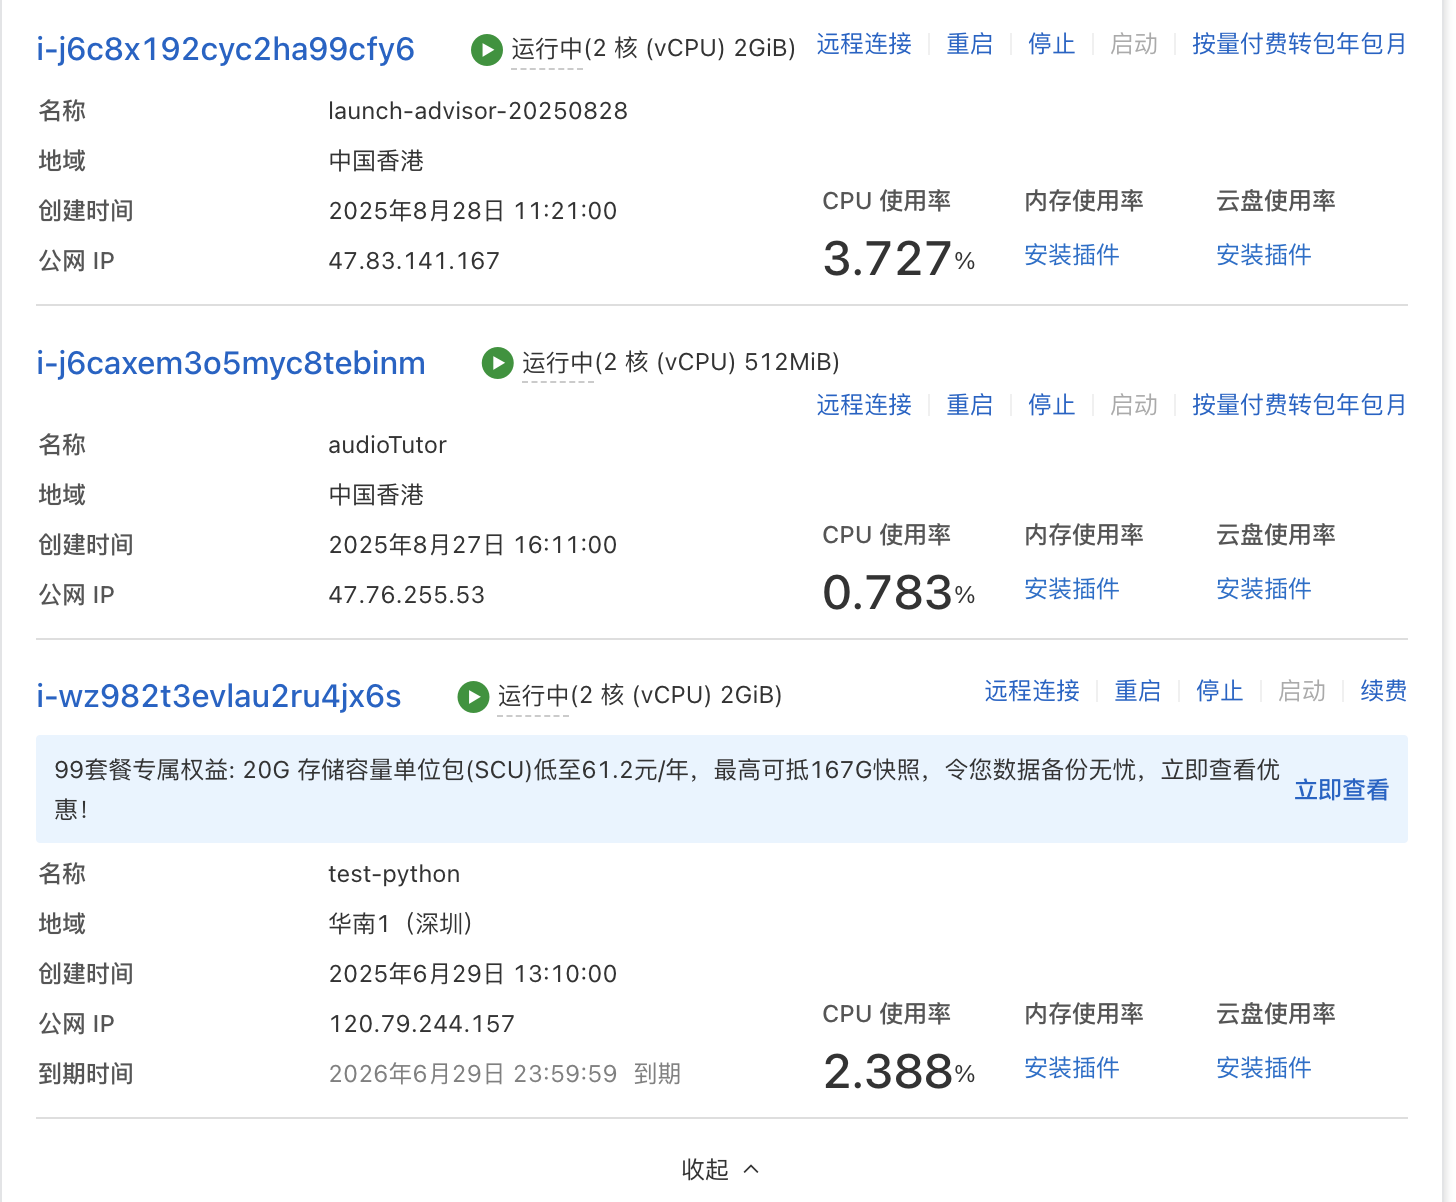 i-j6c8x192cyc2ha99cfy6 运行中(2 核 (vCPU) 2GiB) 远程连接 重启 停止 启动 按量付费转包年包月
名称 launch-advisor-20250828
地域 中国香港
创建时间 2025年8月28日 11:21:00
公网 IP 47.83.141.167
CPU 使用率 内存使用率 云盘使用率
3.727% 安装插件 安装插件
i-j6caxem3o5myc8tebinm 运行中(2 核 (vCPU) 512MiB)
远程连接 重启 停止 启动 按量付费转包年包月
名称 audioTutor
地域 中国香港
创建时间 2025年8月27日 16:11:00
公网 IP 47.76.255.53
CPU 使用率 内存使用率 云盘使用率
0.783% 安装插件 安装插件
i-wz982t3evlau2ru4jx6s 运行中(2 核 (vCPU) 2GiB) 远程连接 重启 停止 启动 续费
99套餐专属权益: 20G 存储容量单位包(SCU)低至61.2元/年，最高可抵167G快照，令您数据备份无忧，立即查看优
惠！
立即查看
名称 test-python
地域 华南1（深圳）
创建时间 2025年6月29日 13:10:00
公网 IP 120.79.244.157
到期时间 2026年6月29日 23:59:59 到期
CPU 使用率 内存使用率 云盘使用率
2.388% 安装插件 安装插件
收起